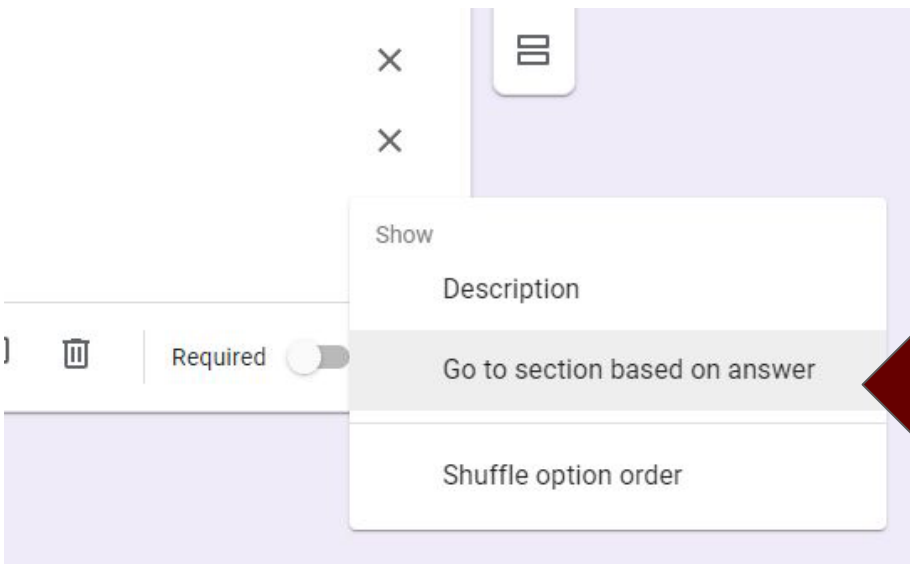 Show
Description
Required
Go to section based on answer
Shuffle option order